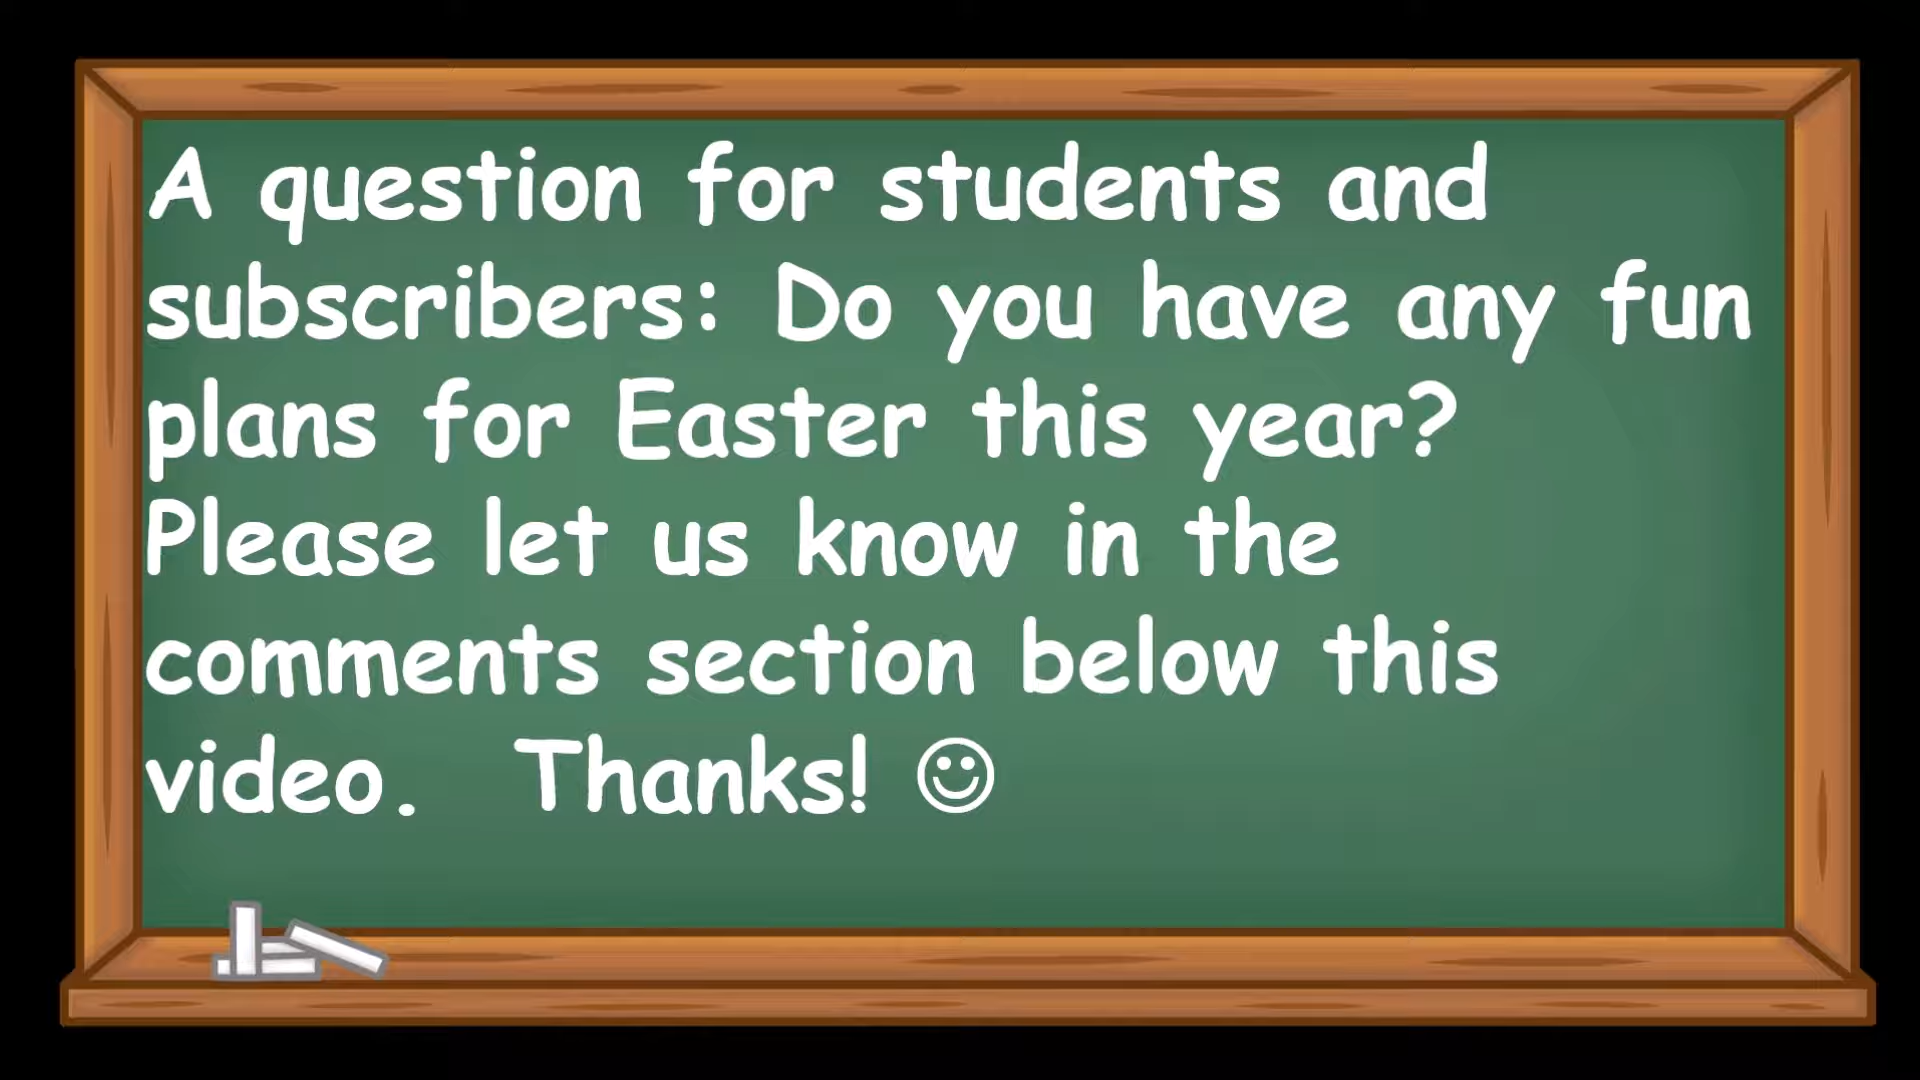 A question for students and
subscribers: Do you have any fun
plans for Easter this year?
Please let us know in the
comments section below this
video.  Thanks! ☺